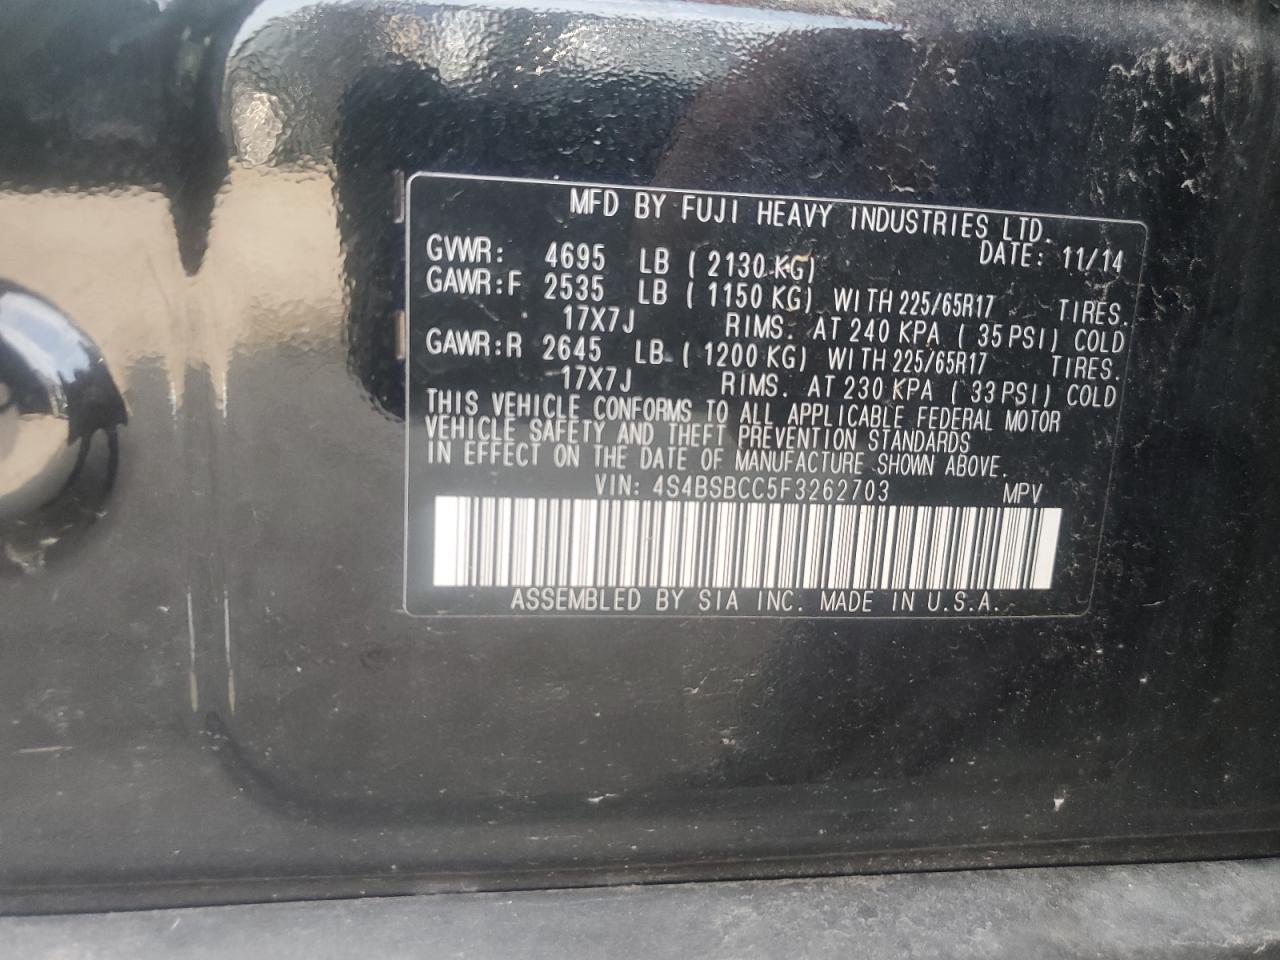 MFD BY FUJI HEAVY INDUSTRIES LTD.
DATE: 11/14
GVWR: 4695 LB (2130 KG)
GAWR:F 2535 LB (1150 KG) WITH 225/65R17 TIRES.
17X7J RIMS. AT 240 KPA (35 PSI) COLD
GAWR:R 2645 LB (1200 KG) WITH 225/65R17 TIRES.
17X7J RIMS. AT 230 KPA (33 PSI) COLD
THIS VEHICLE CONFORMS TO ALL APPLICABLE FEDERAL MOTOR
VEHICLE SAFETY AND THEFT PREVENTION STANDARDS
IN EFFECT ON THE DATE OF MANUFACTURE SHOWN ABOVE.
VIN: 4S4BSBCC5F3262703 MPV
ASSEMBLED BY SIA INC. MADE IN U.S.A.